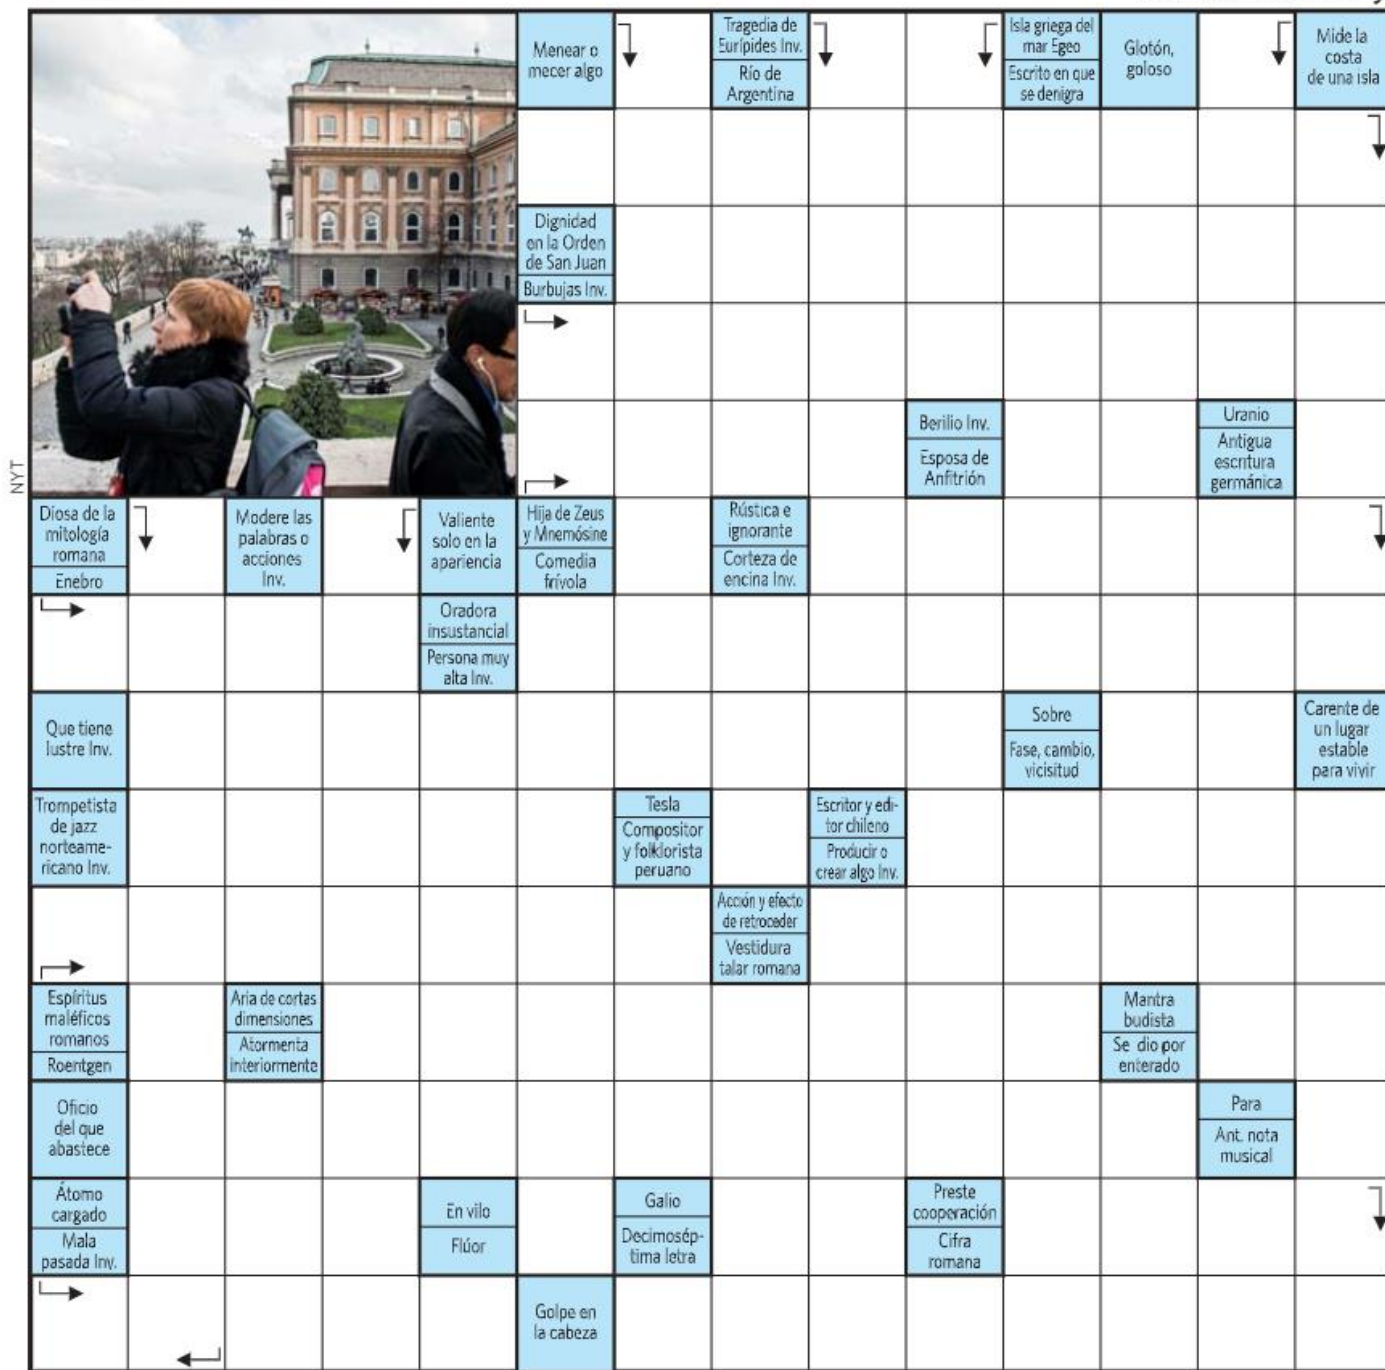 Menear o
mecer algo
Tragedia de
Eurípides Inv.
Río de
Argentina
Isla griega del
mar Egeo
Escrito en que
se denigra
Glotón,
goloso
Mide la
costa
de una isla
Dignidad
en la Orden
de San Juan
Burbujas Inv.
Berilio Inv.
Esposa de
Anfitrión
Uranio
Antigua
escritura
germánica
NYT
Diosa de la
mitología
romana
Enebro
Modere las
palabras o
acciones
Inv.
Valiente
solo en la
apariencia
Hija de Zeus
y Mnemósine
Comedia
frívola
Rústica e
ignorante
Corteza de
encina Inv.
Oradora
insustancial
Persona muy
alta Inv.
Que tiene
lustre Inv.
Sobre
Fase, cambio,
vicisitud
Carente de
un lugar
estable
para vivir
Trompetista
de jazz
norteame-
ricano Inv.
Tesla
Compositor
y folklorista
peruano
Escritor y edi-
tor chileno
Producir o
crear algo Inv.
Acción y efecto
de retroceder
Vestidura
talar romana
Espíritus
maléficos
romanos
Roentgen
Aria de cortas
dimensiones
Atormenta
interiormente
Mantra
budista
Se dio por
enterado
Oficio
del que
abastece
Para
Ant. nota
musical
Átomo
cargado
Mala
pasada Inv.
En vilo
Flúor
Galio
Decimosép-
tima letra
Preste
cooperación
Cifra
romana
Golpe en
la cabeza